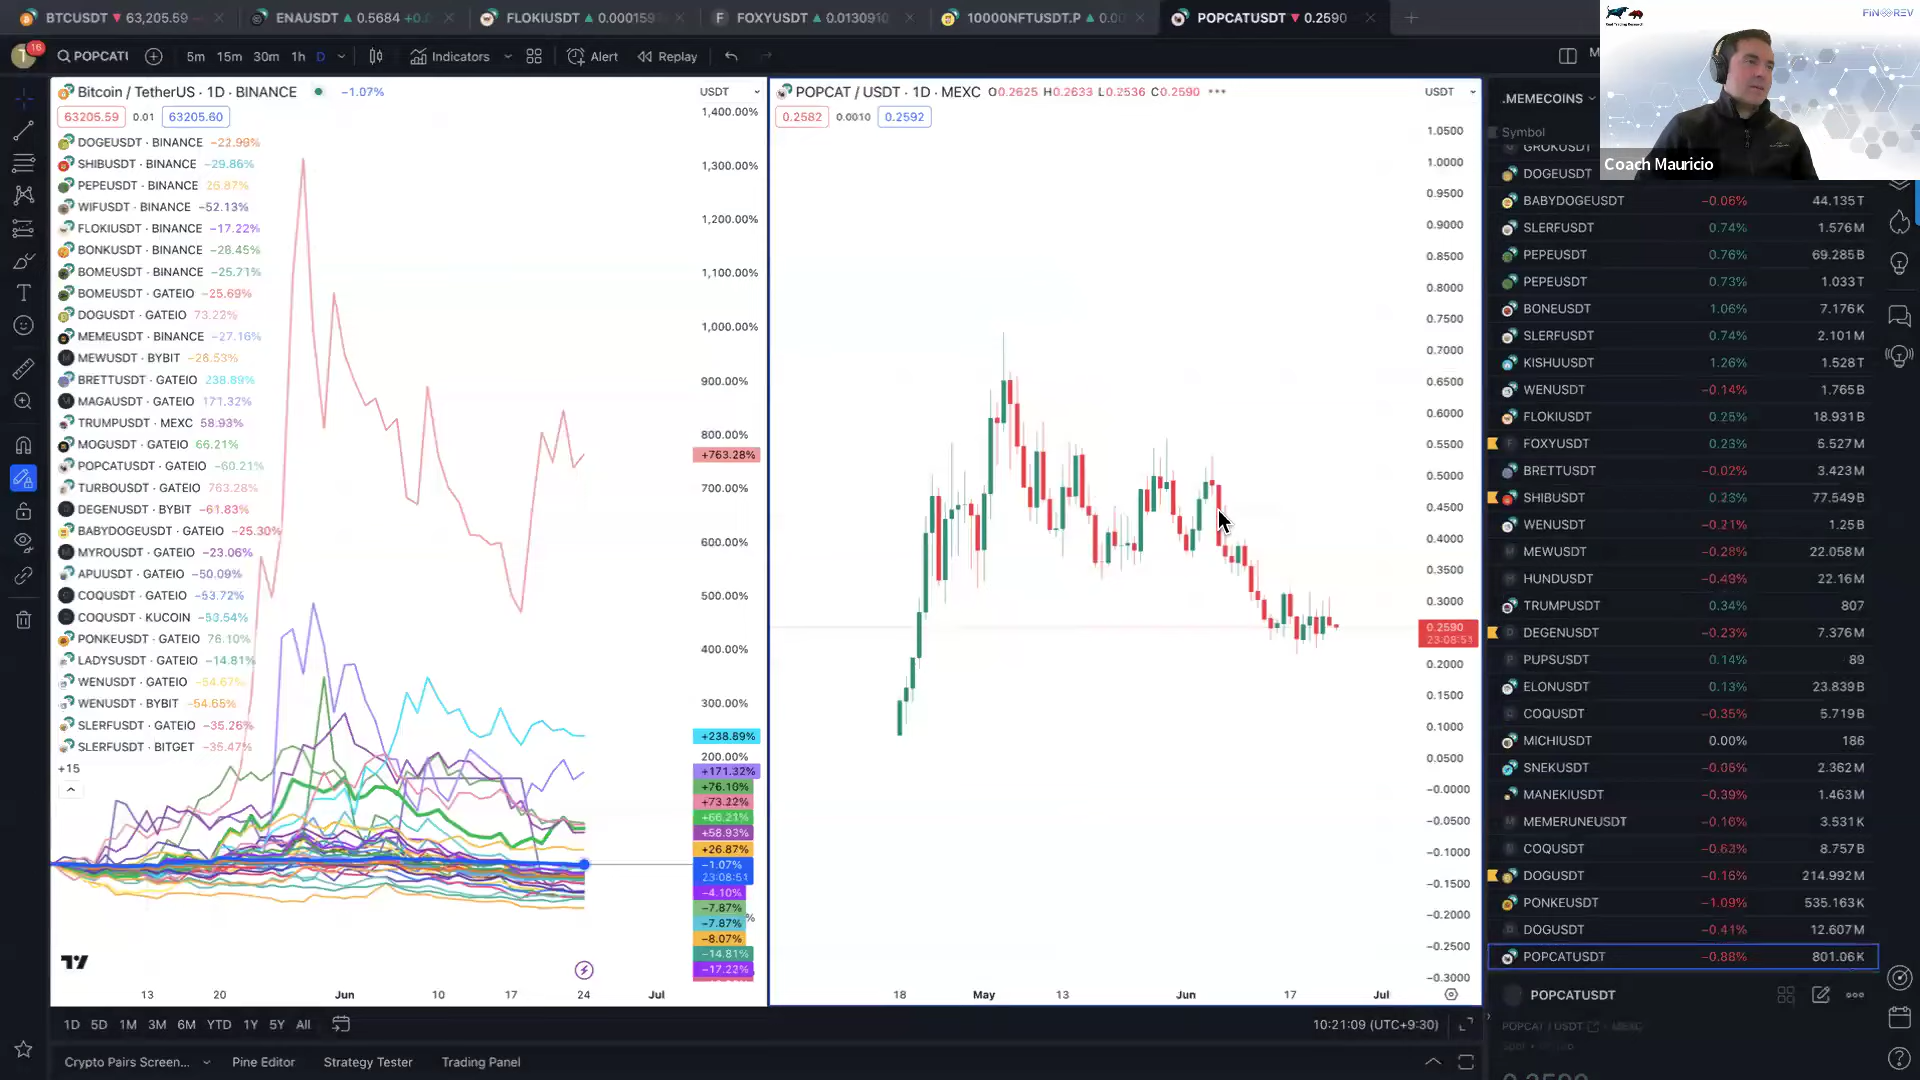 BTCUSDT ▼ 63,205.59
ENAUSDT ▲ 0.5684
FLOKIUSDT ▲ 0.000159
FOXYUSDT ▲ 0.0130910
10000NFTUSDT.P ▲
POPCATUSDT ▼ 0.2590
FINOREV
T 16
POPCAT
5m 15m 30m 1h D
Indicators
Alert
Replay
Coach Mauricio
Bitcoin / TetherUS · 1D · BINANCE −1.07%
USDT
63205.59 0.01 63205.60
DOGEUSDT · BINANCE −22.99%
SHIBUSDT · BINANCE −29.86%
PEPEUSDT · BINANCE 26.87%
WIFUSDT · BINANCE −52.13%
FLOKIUSDT · BINANCE −17.22%
BONKUSDT · BINANCE −26.45%
BOMEUSDT · BINANCE −25.71%
BOMEUSDT · GATEIO −25.69%
DOGUSDT · GATEIO 73.22%
MEMEUSDT · BINANCE −27.16%
MEWUSDT · BYBIT −26.53%
BRETTUSDT · GATEIO 238.89%
MAGAUSDT · GATEIO 171.32%
TRUMPUSDT · MEXC 58.93%
MOGUSDT · GATEIO 66.21%
POPCATUSDT · GATEIO −60.21%
TURBOUSDT · GATEIO 763.28%
DEGENUSDT · BYBIT −61.83%
BABYDOGEUSDT · GATEIO −25.30%
MYROUSDT · GATEIO −23.06%
APUUSDT · GATEIO −50.09%
COQUSDT · GATEIO −53.72%
COQUSDT · KUCOIN −53.54%
PONKEUSDT · GATEIO 76.10%
LADYSUSDT · GATEIO −14.81%
WENUSDT · GATEIO −54.67%
WENUSDT · BYBIT −54.65%
SLERFUSDT · GATEIO −35.26%
SLERFUSDT · BITGET −35.47%
+15
1,400.00%
1,300.00%
1,200.00%
1,100.00%
1,000.00%
900.00%
800.00%
+763.28%
700.00%
600.00%
500.00%
400.00%
300.00%
+238.89%
200.00%
+171.32%
+76.10%
+73.22%
+66.21%
+58.93%
+26.87%
−1.07%
23:08:51
−4.10%
−7.87%
−7.87%
−8.07%
−14.81%
−17.22%
13 20 Jun 10 17 24 Jul
POPCAT / USDT · 1D · MEXC O0.2625 H0.2633 L0.2536 C0.2590
USDT
0.2582 0.0010 0.2592
1.0500
1.0000
0.9500
0.9000
0.8500
0.8000
0.7500
0.7000
0.6500
0.6000
0.5500
0.5000
0.4500
0.4000
0.3500
0.3000
0.2590
23:08:51
0.2000
0.1500
0.1000
0.0500
−0.0000
−0.0500
−0.1000
−0.1500
−0.2000
−0.2500
−0.3000
18 May 13 Jun 17 Jul
.MEMECOINS
Symbol
GROKUSDT
DOGEUSDT
BABYDOGEUSDT −0.06% 44.135T
SLERFUSDT 0.74% 1.576M
PEPEUSDT 0.76% 69.285B
PEPEUSDT 0.73% 1.033T
BONEUSDT 1.06% 7.176K
SLERFUSDT 0.74% 2.101M
KISHUUSDT 1.26% 1.528T
WENUSDT −0.14% 1.765B
FLOKIUSDT 0.25% 18.931B
FOXYUSDT 0.23% 6.527M
BRETTUSDT −0.02% 3.423M
SHIBUSDT 0.23% 77.549B
WENUSDT −0.21% 1.25B
MEWUSDT −0.28% 22.058M
HUNDUSDT −0.49% 22.16M
TRUMPUSDT 0.34% 807
DEGENUSDT −0.23% 7.376M
PUPSUSDT 0.14% 89
ELONUSDT 0.13% 23.839B
COQUSDT −0.35% 5.719B
MICHIUSDT 0.00% 186
SNEKUSDT −0.05% 2.362M
MANEKIUSDT −0.39% 1.463M
MEMERUNEUSDT −0.16% 3.531K
COQUSDT −0.63% 8.757B
DOGUSDT −0.16% 214.992M
PONKEUSDT −1.09% 535.163K
DOGUSDT −0.41% 12.607M
POPCATUSDT −0.88% 801.06K
POPCATUSDT
POPCAT / USDT · MEXC
1D 5D 1M 3M 6M YTD 1Y 5Y All
10:21:09 (UTC+9:30)
Crypto Pairs Screen... Pine Editor Strategy Tester Trading Panel